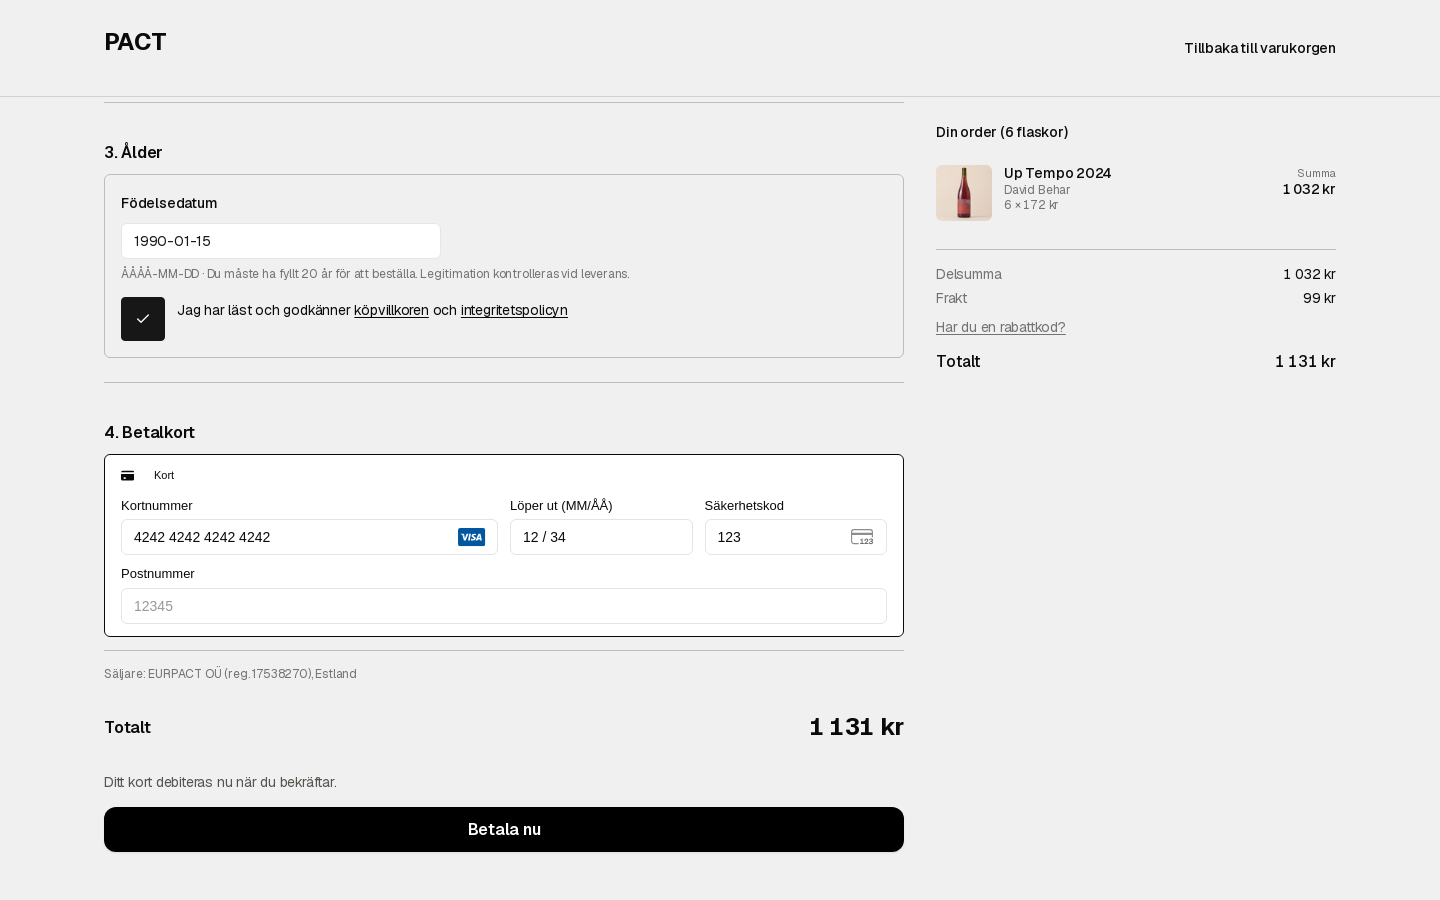 PACT
Tillbaka till varukorgen
3. Ålder
Födelsedatum
1990-01-15
ÅÅÅÅ-MM-DD · Du måste ha fyllt 20 år för att beställa. Legitimation kontrolleras vid leverans.
Jag har läst och godkänner köpvillkoren och integritetspolicyn
4. Betalkort
Kort
Kortnummer
Löper ut (MM/ÅÅ)
Säkerhetskod
4242 4242 4242 4242
VISA
12 / 34
123
123
Postnummer
12345
Säljare: EURPACT OÜ (reg. 17538270), Estland
Totalt
1 131 kr
Ditt kort debiteras nu när du bekräftar.
Betala nu
Din order (6 flaskor)
Up Tempo 2024
David Behar
6 × 172 kr
Summa
1 032 kr
Delsumma
1 032 kr
Frakt
99 kr
Har du en rabattkod?
Totalt
1 131 kr